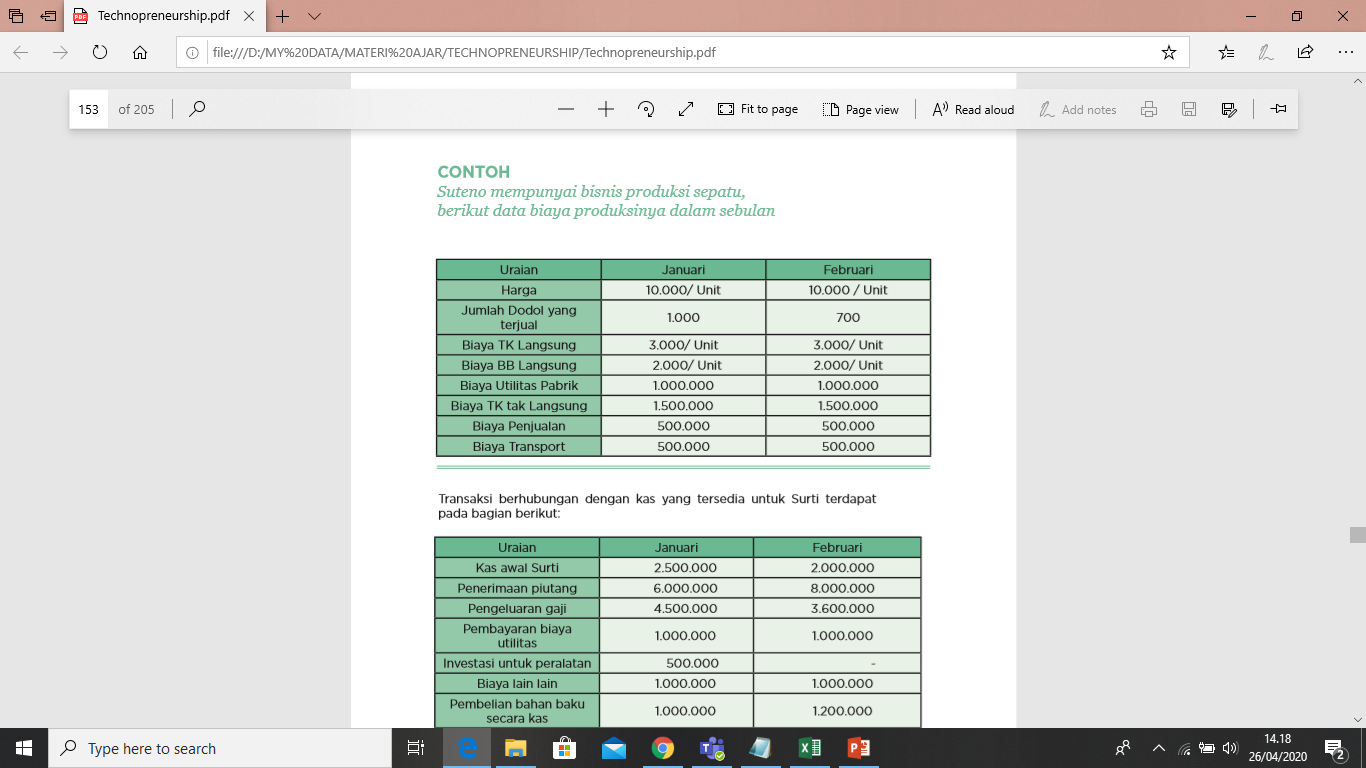 Technopreneurship.pdf
file:///D:/MY%20DATA/MATERI%20AJAR/TECHNOPRENEURSHIP/Technopreneurship.pdf
153 of 205 Fit to page Page view Read aloud Add notes
CONTOH
Suteno mempunyai bisnis produksi sepatu,
berikut data biaya produksinya dalam sebulan
Uraian Januari Februari
Harga 10.000/ Unit 10.000 / Unit
Jumlah Dodol yang
terjual 1.000 700
Biaya TK Langsung 3.000/ Unit 3.000/ Unit
Biaya BB Langsung 2.000/ Unit 2.000/ Unit
Biaya Utilitas Pabrik 1.000.000 1.000.000
Biaya TK tak Langsung 1.500.000 1.500.000
Biaya Penjualan 500.000 500.000
Biaya Transport 500.000 500.000
Transaksi berhubungan dengan kas yang tersedia untuk Surti terdapat
pada bagian berikut:
Uraian Januari Februari
Kas awal Surti 2.500.000 2.000.000
Penerimaan piutang 6.000.000 8.000.000
Pengeluaran gaji 4.500.000 3.600.000
Pembayaran biaya
utilitas 1.000.000 1.000.000
Investasi untuk peralatan 500.000 -
Biaya lain lain 1.000.000 1.000.000
Pembelian bahan baku
secara kas 1.000.000 1.200.000
Type here to search
14.18
26/04/2020
2